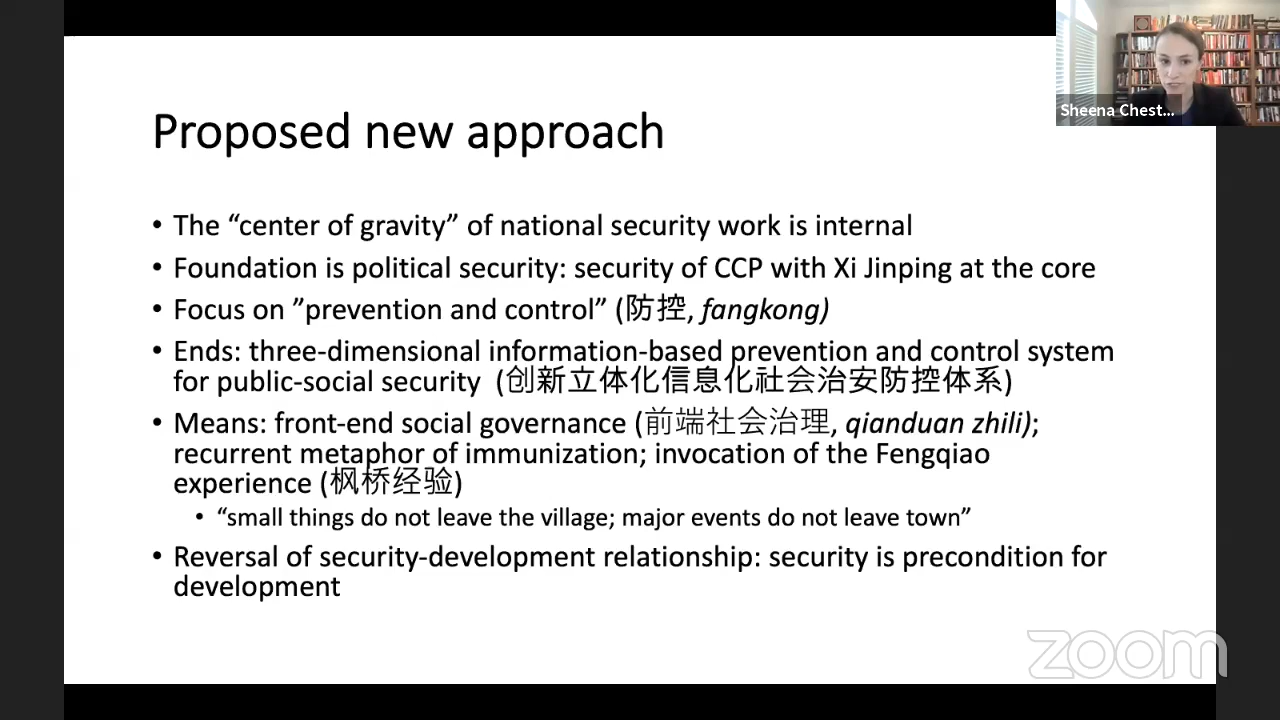 Sheena Chest...
Proposed new approach
• The “center of gravity” of national security work is internal
• Foundation is political security: security of CCP with Xi Jinping at the core
• Focus on ”prevention and control” (防控, fangkong)
• Ends: three-dimensional information-based prevention and control system
for public-social security (创新立体化信息化社会治安防控体系)
• Means: front-end social governance (前端社会治理, qianduan zhili);
recurrent metaphor of immunization; invocation of the Fengqiao
experience (枫桥经验)
• “small things do not leave the village; major events do not leave town”
• Reversal of security-development relationship: security is precondition for
development
zoom